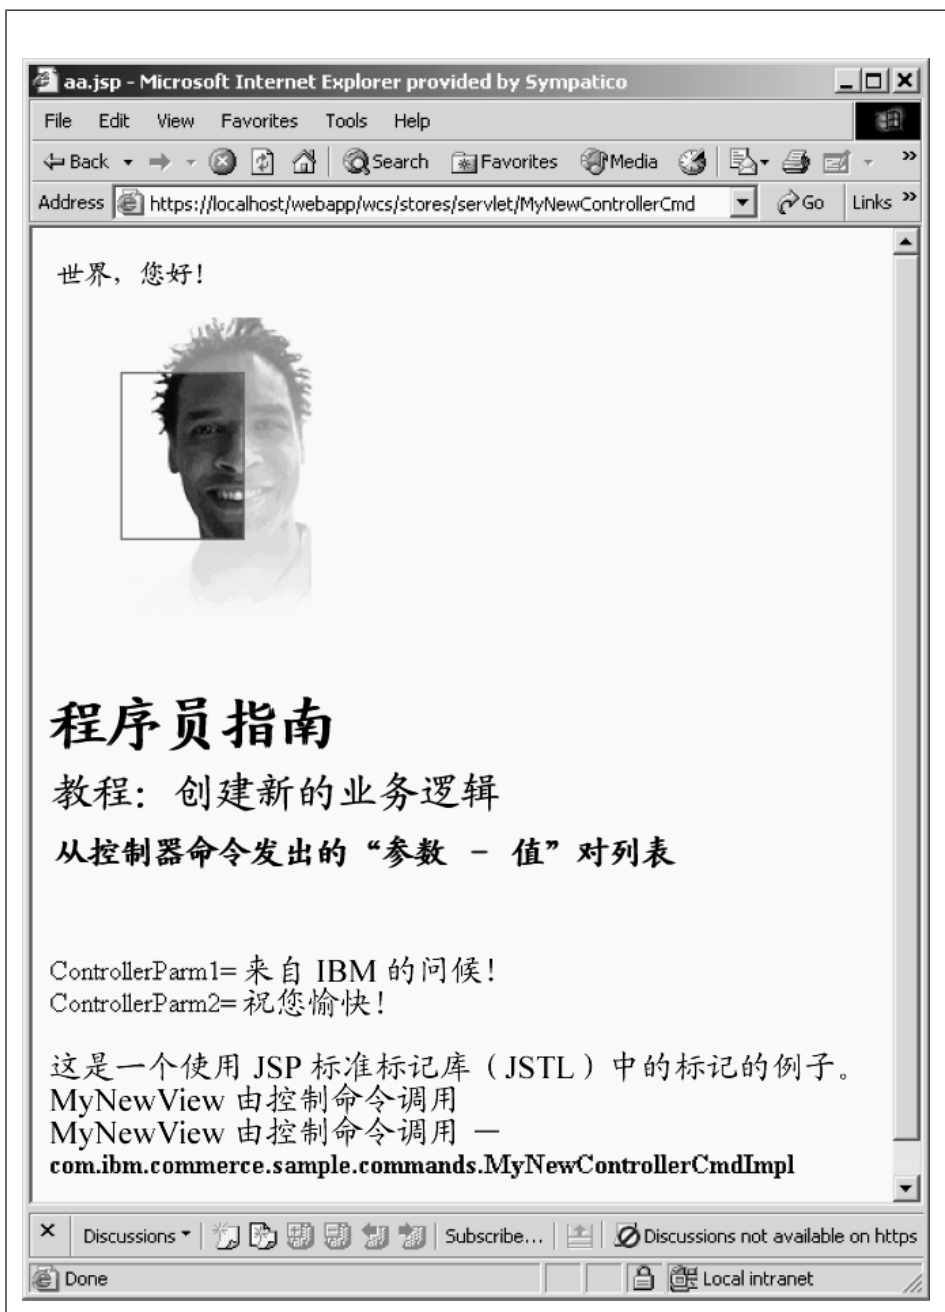 aa.jsp - Microsoft Internet Explorer provided by Sympatico
File Edit View Favorites Tools Help
Back Search Favorites Media
Address https://localhost/webapp/wcs/stores/servlet/MyNewControllerCmd Go Links »
世界，您好！
程序员指南
教程：创建新的业务逻辑
从控制器命令发出的“参数 – 值”对列表
ControllerParm1= 来自 IBM 的问候！
ControllerParm2= 祝您愉快！
这是一个使用 JSP 标准标记库（JSTL）中的标记的例子。
MyNewView 由控制命令调用
MyNewView 由控制命令调用 —
com.ibm.commerce.sample.commands.MyNewControllerCmdImpl
Discussions Subscribe... Discussions not available on https
Done Local intranet